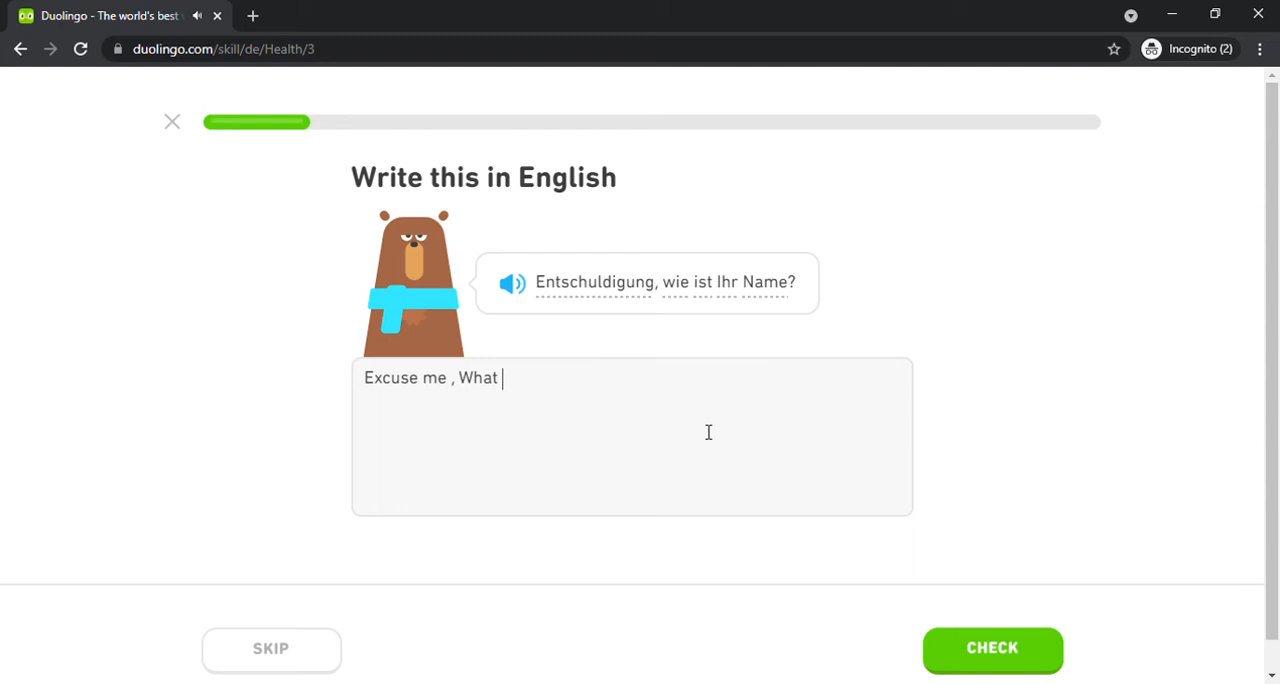 Duolingo - The world's best
duolingo.com/skill/de/Health/3
Incognito (2)
Write this in English
Entschuldigung, wie ist Ihr Name?
Excuse me , What
SKIP
CHECK